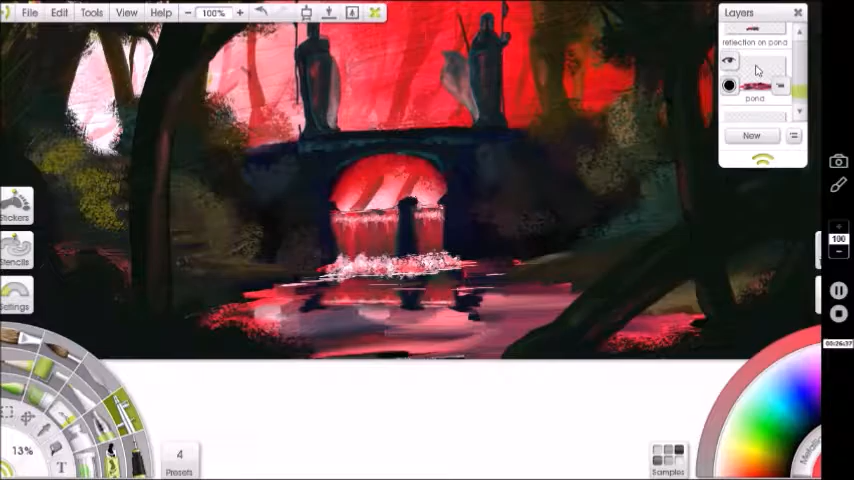 File Edit Tools View Help − 100% +
Layers
reflection on pond
pond
New
Stickers
Stencils
Settings
100
00:26:37
13%
T
4
Presets
Samples